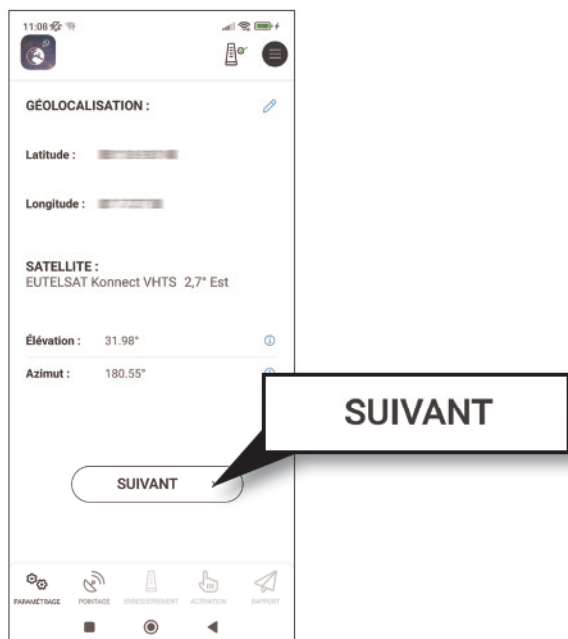 11:08
GÉOLOCALISATION :
Latitude :
Longitude :
SATELLITE :
EUTELSAT Konnect VHTS 2,7° Est
Élévation : 31.98°
Azimut : 180.55°
SUIVANT
SUIVANT
PARAMÉTRAGE POINTAGE ENREGISTREMENT ACTIVATION RAPPORT